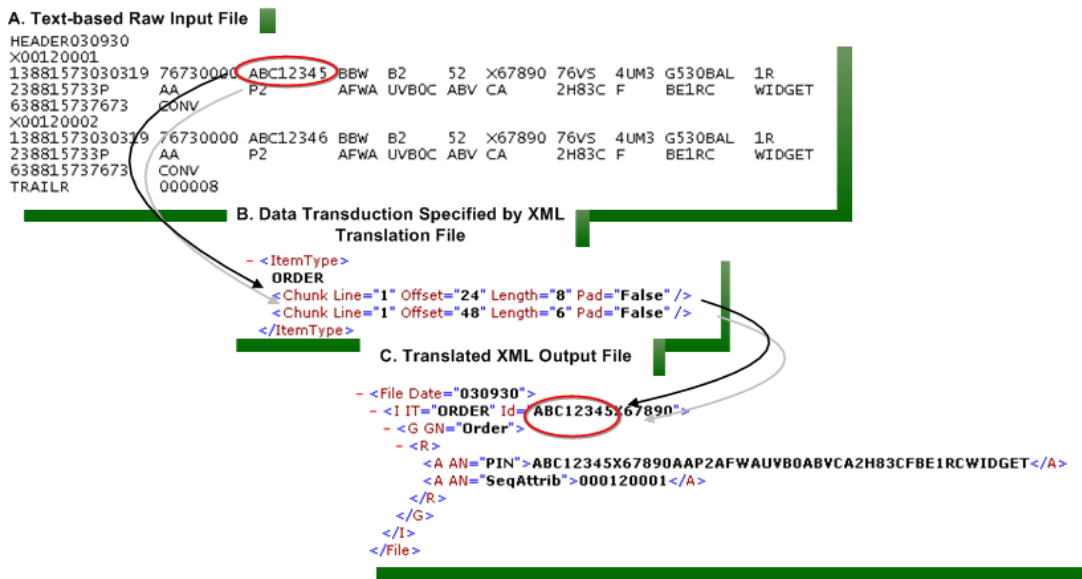 A. Text-based Raw Input File
HEADER030930
X00120001
13881573030319 76730000 ABC12345 BBW B2 52 X67890 76VS 4UM3 G530BAL 1R
238815733P AA P2 AFWA UVB0C ABV CA 2H83C F BE1RC WIDGET
638815737673 CONV
X00120002
13881573030319 76730000 ABC12346 BBW B2 52 X67890 76VS 4UM3 G530BAL 1R
238815733P AA P2 AFWA UVB0C ABV CA 2H83C F BE1RC WIDGET
638815737673 CONV
TRAILR 000008
B. Data Transduction Specified by XML
Translation File
- <ItemType>
ORDER
<Chunk Line="1" Offset="24" Length="8" Pad="False" />
<Chunk Line="1" Offset="48" Length="6" Pad="False" />
</ItemType>
C. Translated XML Output File
- <File Date="030930">
- <I IT="ORDER" Id="ABC12345X67890">
- <G GN="Order">
- <R>
<A AN="PIN">ABC12345X67890AAP2AFWAUVB0ABVCA2H83CFBE1RCWIDGET</A>
<A AN="SeqAttrib">000120001</A>
</R>
</G>
</I>
</File>